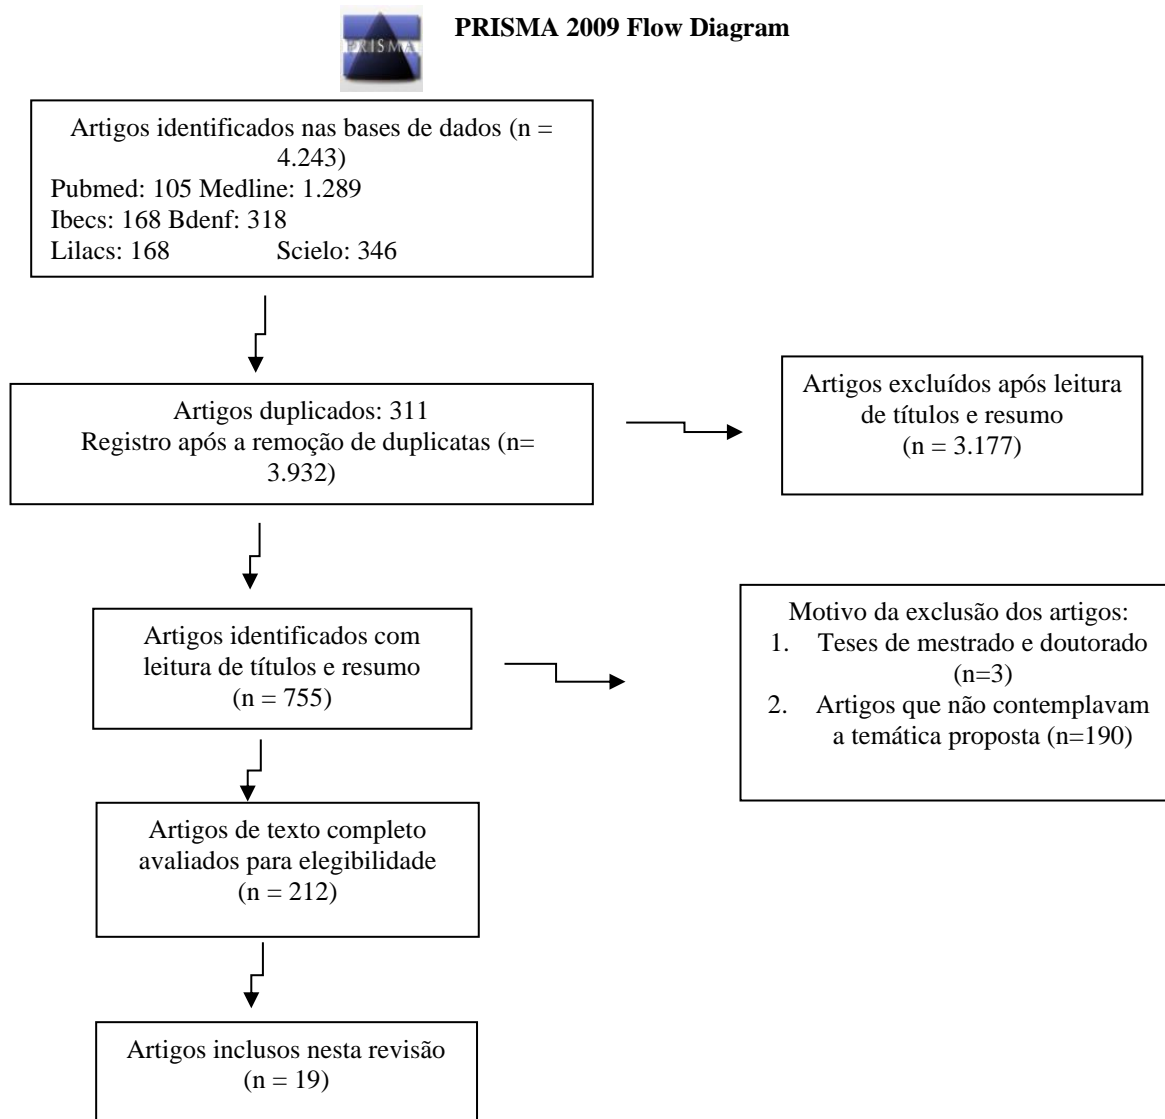 PRISMA 2009 Flow Diagram
PRISMA
Artigos identificados nas bases de dados (n =
4.243)
Pubmed: 105 Medline: 1.289
Ibecs: 168 Bdenf: 318
Lilacs: 168 Scielo: 346
Artigos duplicados: 311
Registro após a remoção de duplicatas (n=
3.932)
Artigos excluídos após leitura
de títulos e resumo
(n = 3.177)
Artigos identificados com
leitura de títulos e resumo
(n = 755)
Motivo da exclusão dos artigos:
1. Teses de mestrado e doutorado
(n=3)
2. Artigos que não contemplavam
a temática proposta (n=190)
Artigos de texto completo
avaliados para elegibilidade
(n = 212)
Artigos inclusos nesta revisão
(n = 19)